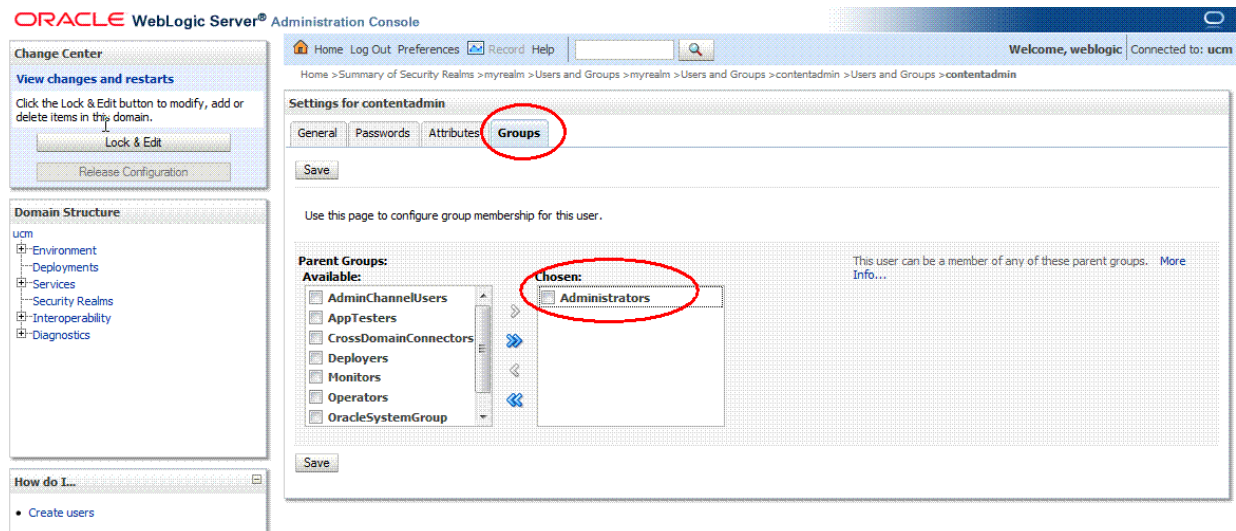 ORACLE WebLogic Server® Administration Console
Change Center
View changes and restarts
Click the Lock & Edit button to modify, add or
delete items in this domain.
Lock & Edit
Release Configuration
Domain Structure
ucm
Environment
Deployments
Services
Security Realms
Interoperability
Diagnostics
How do I...
Create users
Home Log Out Preferences Record Help
Welcome, weblogic Connected to: ucm
Home >Summary of Security Realms >myrealm >Users and Groups >myrealm >Users and Groups >contentadmin >Users and Groups >contentadmin
Settings for contentadmin
General Passwords Attributes Groups
Save
Use this page to configure group membership for this user.
Parent Groups:
Available:
AdminChannelUsers
AppTesters
CrossDomainConnectors
Deployers
Monitors
Operators
OracleSystemGroup
Chosen:
Administrators
This user can be a member of any of these parent groups. More
Info...
Save